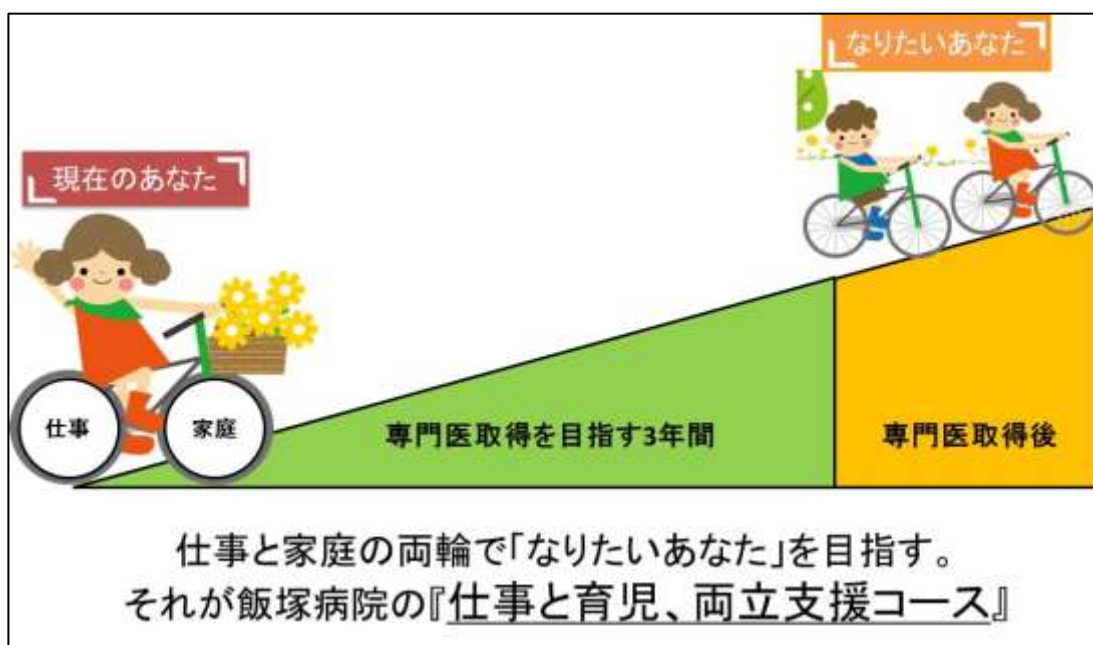 なりたいあなた
現在のあなた
仕事
家庭
専門医取得を目指す3年間
専門医取得後
仕事と家庭の両輪で「なりたいあなた」を目指す。
それが飯塚病院の『仕事と育児、両立支援コース』